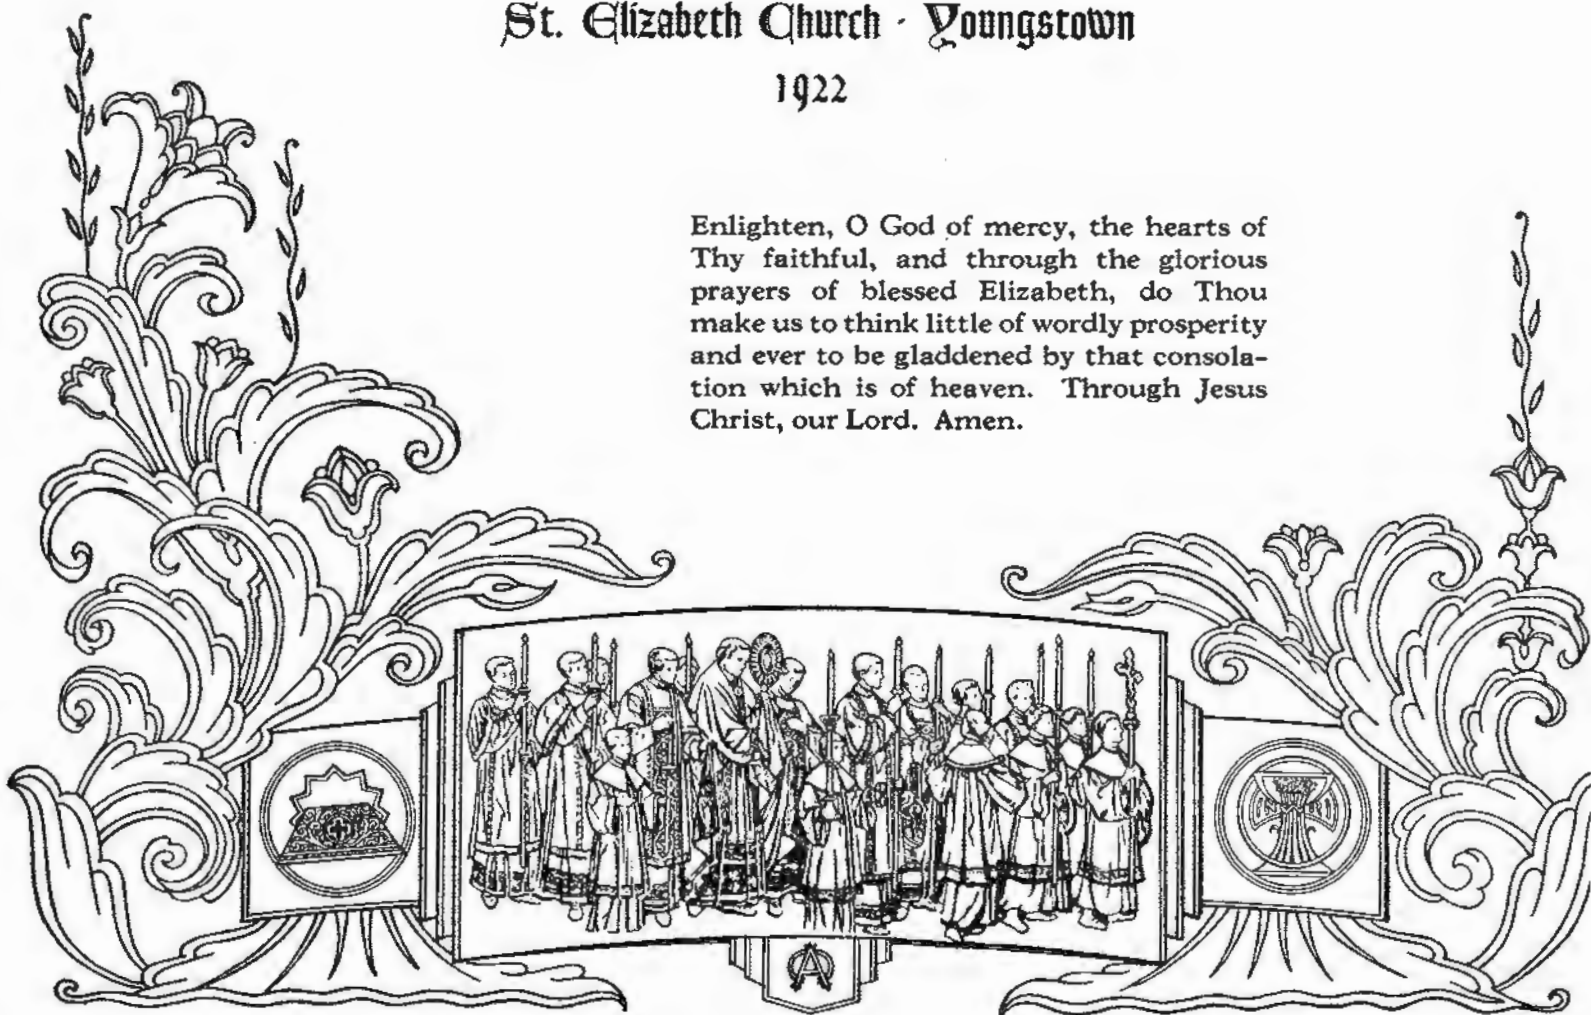 St. Elizabeth Church · Youngstown
1922
Enlighten, O God of mercy, the hearts of
Thy faithful, and through the glorious
prayers of blessed Elizabeth, do Thou
make us to think little of wordly prosperity
and ever to be gladdened by that consola-
tion which is of heaven. Through Jesus
Christ, our Lord. Amen.